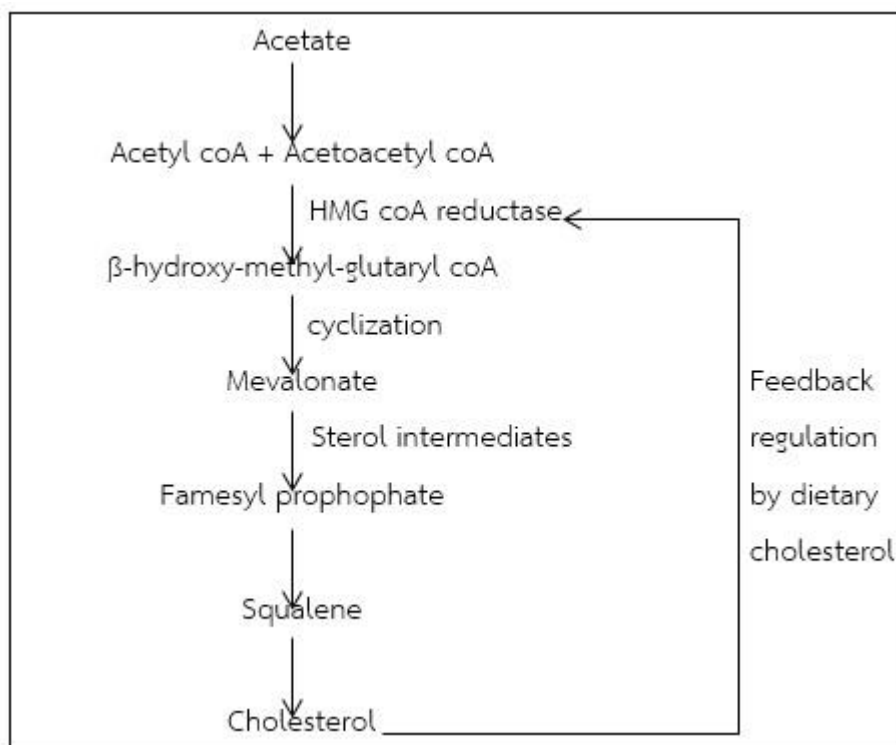 Acetate
Acetyl coA + Acetoacetyl coA
HMG coA reductase
β-hydroxy-methyl-glutaryl coA
cyclization
Mevalonate
Sterol intermediates
Famesyl prophophate
Squalene
Cholesterol
Feedback
regulation
by dietary
cholesterol